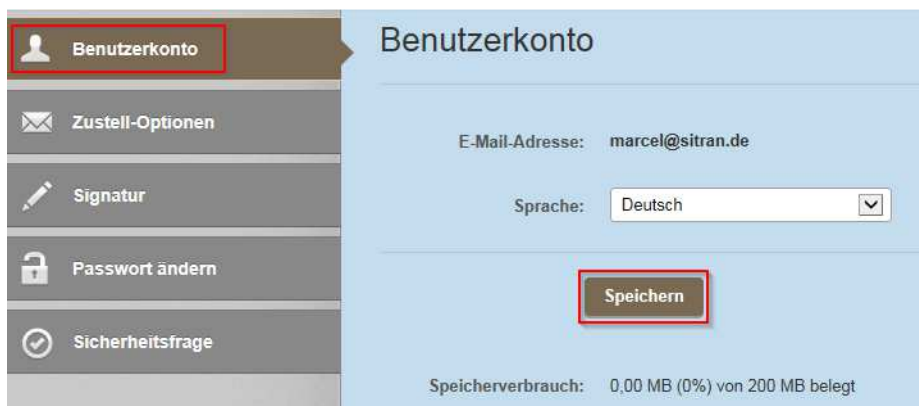 Benutzerkonto
Zustell-Optionen
Signatur
Passwort ändern
Sicherheitsfrage
Benutzerkonto
E-Mail-Adresse: marcel@sitran.de
Sprache: Deutsch
Speichern
Speicherverbrauch: 0,00 MB (0%) von 200 MB belegt